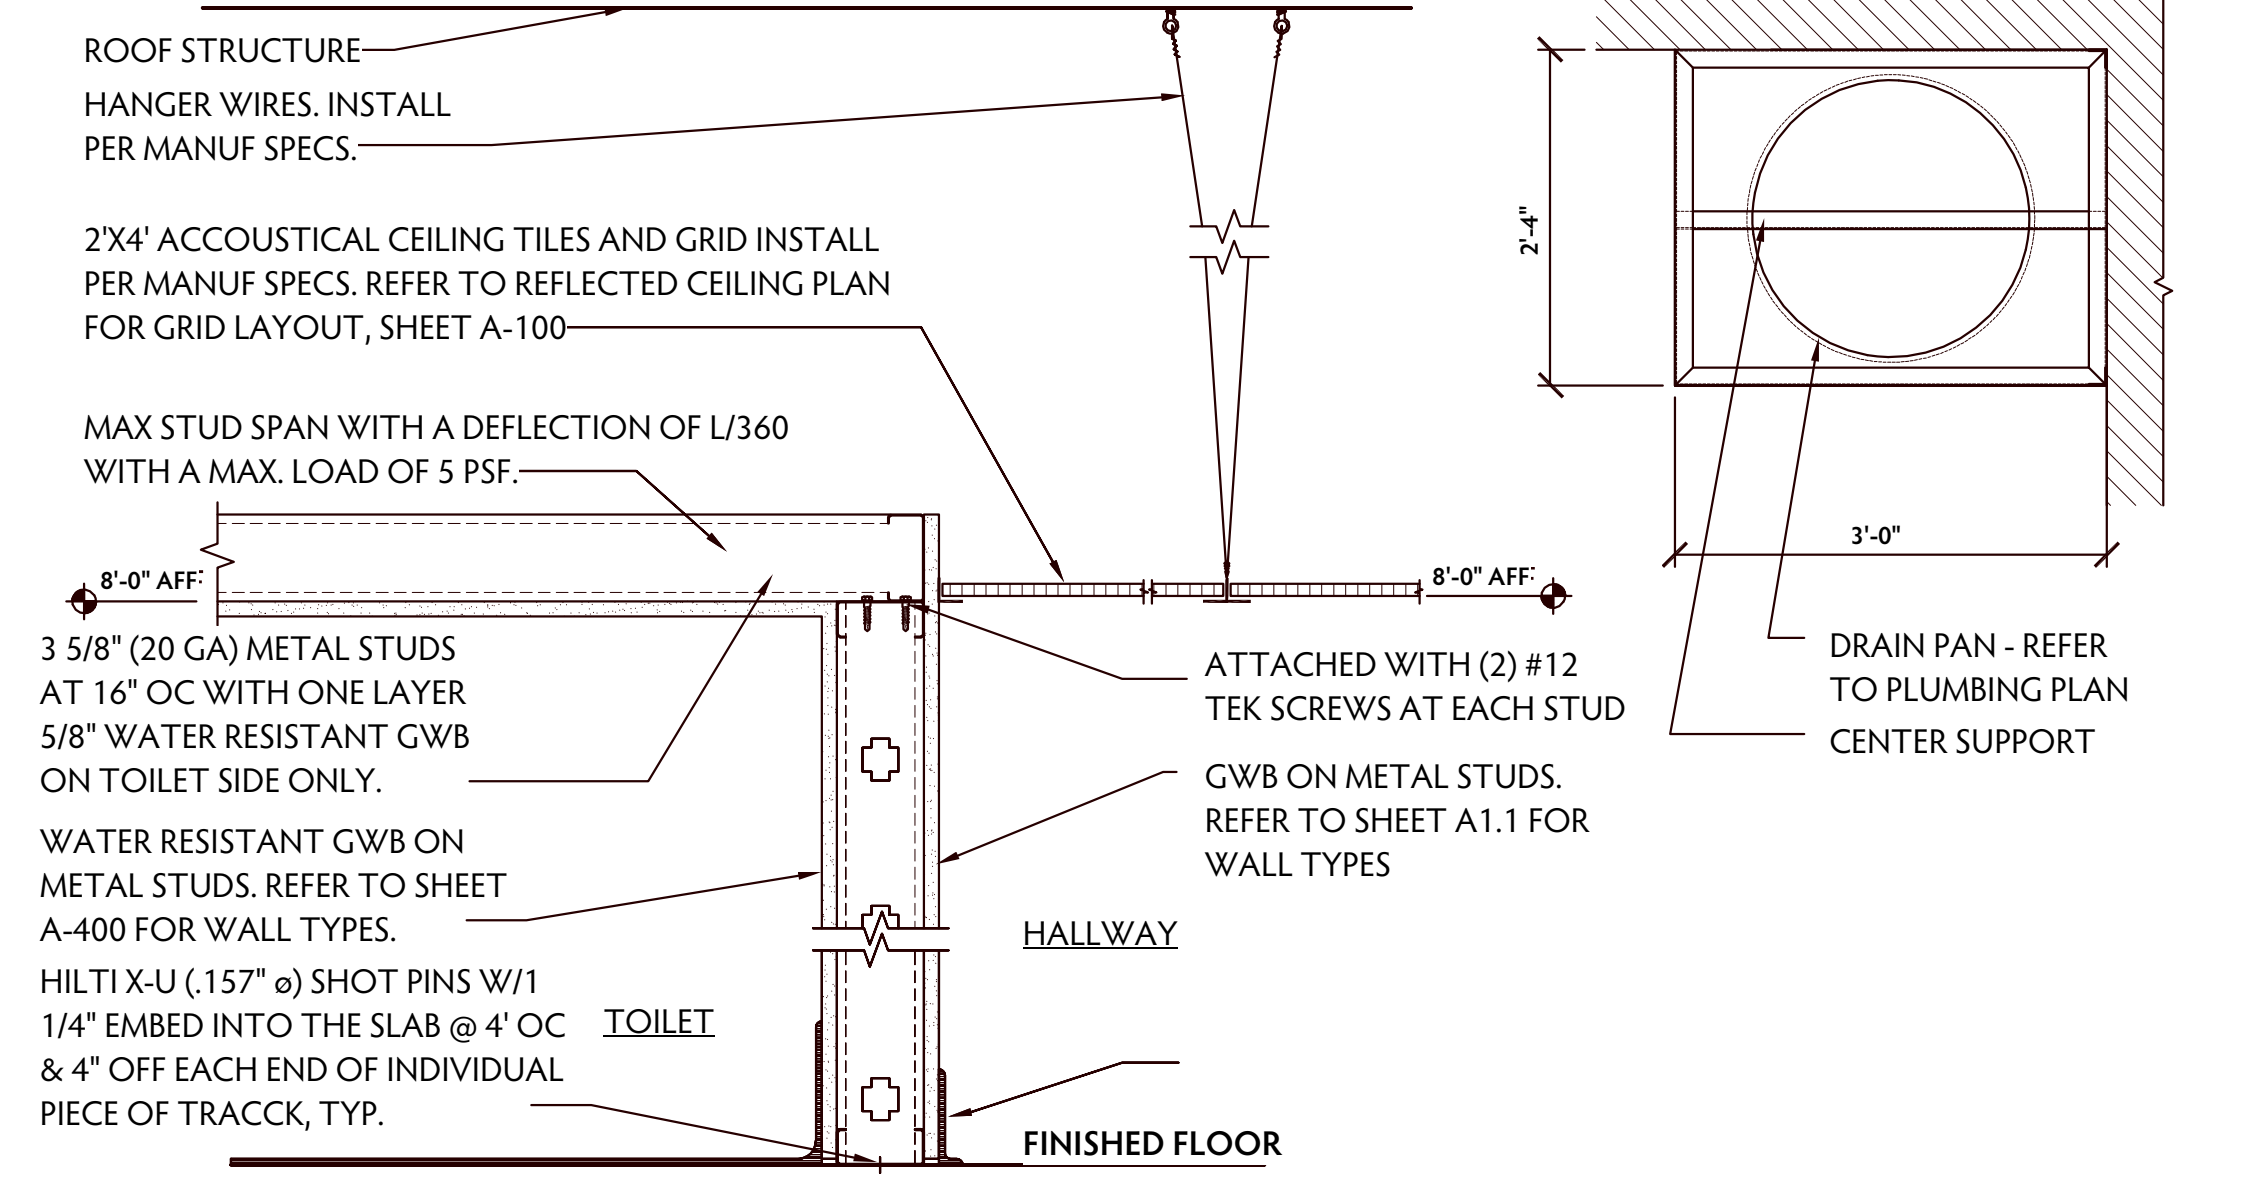 ROOF STRUCTURE
HANGER WIRES. INSTALL
PER MANUF SPECS.
2'X4' ACCOUSTICAL CEILING TILES AND GRID INSTALL
PER MANUF SPECS. REFER TO REFLECTED CEILING PLAN
FOR GRID LAYOUT, SHEET A-100
MAX STUD SPAN WITH A DEFLECTION OF L/360
WITH A MAX. LOAD OF 5 PSF.
8'-0" AFF
3 5/8" (20 GA) METAL STUDS
AT 16" OC WITH ONE LAYER
5/8" WATER RESISTANT GWB
ON TOILET SIDE ONLY.
WATER RESISTANT GWB ON
METAL STUDS. REFER TO SHEET
A-400 FOR WALL TYPES.
HILTI X-U (.157" ø) SHOT PINS W/1
1/4" EMBED INTO THE SLAB @ 4' OC
& 4" OFF EACH END OF INDIVIDUAL
PIECE OF TRACCK, TYP.
TOILET
8'-0" AFF
ATTACHED WITH (2) #12
TEK SCREWS AT EACH STUD
GWB ON METAL STUDS.
REFER TO SHEET A1.1 FOR
WALL TYPES
HALLWAY
FINISHED FLOOR
2'-4"
3'-0"
DRAIN PAN - REFER
TO PLUMBING PLAN
CENTER SUPPORT